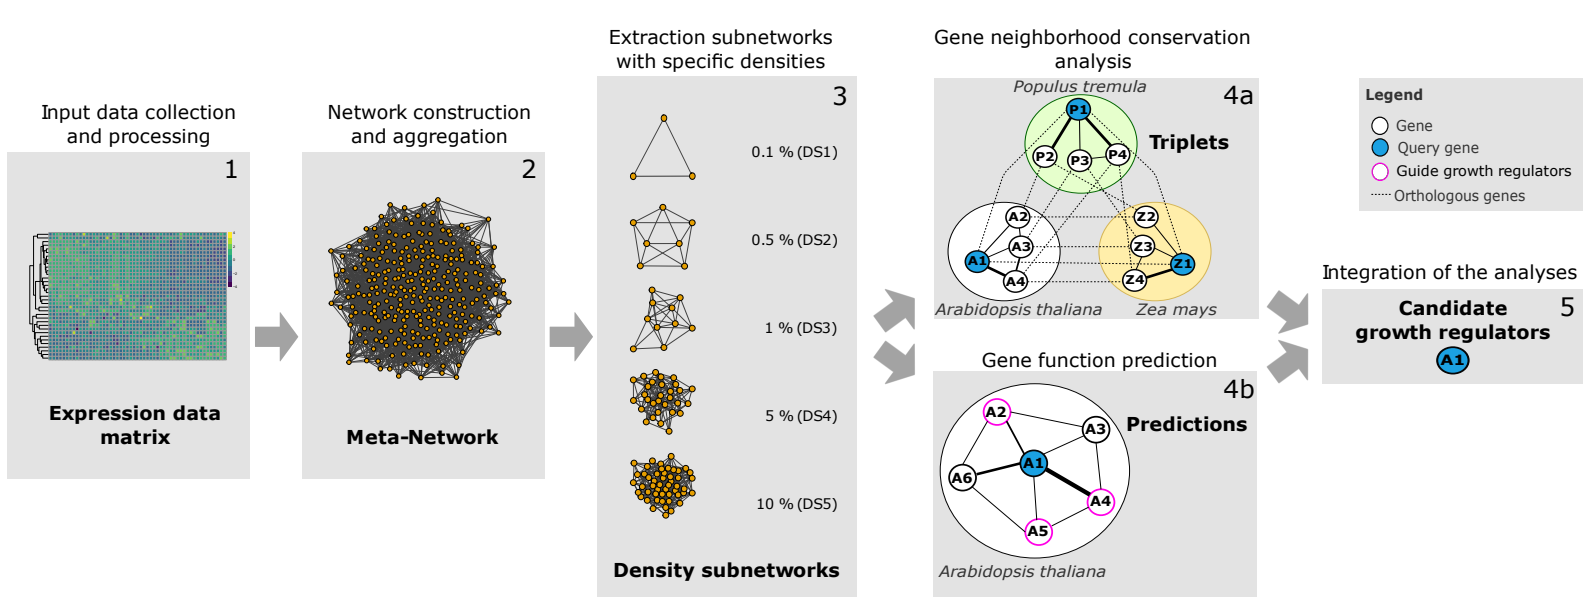 Input data collection
and processing
1
Expression data
matrix
Network construction
and aggregation
2
Meta-Network
Extraction subnetworks
with specific densities
3
0.1 % (DS1)
0.5 % (DS2)
1 % (DS3)
5 % (DS4)
10 % (DS5)
Density subnetworks
Gene neighborhood conservation
analysis
4a
Populus tremula
P1
Triplets
P2
P3
P4
A2
A3
A1
A4
Z2
Z3
Z1
Z4
Arabidopsis thaliana
Zea mays
Gene function prediction
4b
Predictions
A2
A3
A1
A6
A4
A5
Arabidopsis thaliana
Legend
Gene
Query gene
Guide growth regulators
Orthologous genes
Integration of the analyses
5
Candidate
growth regulators
A1